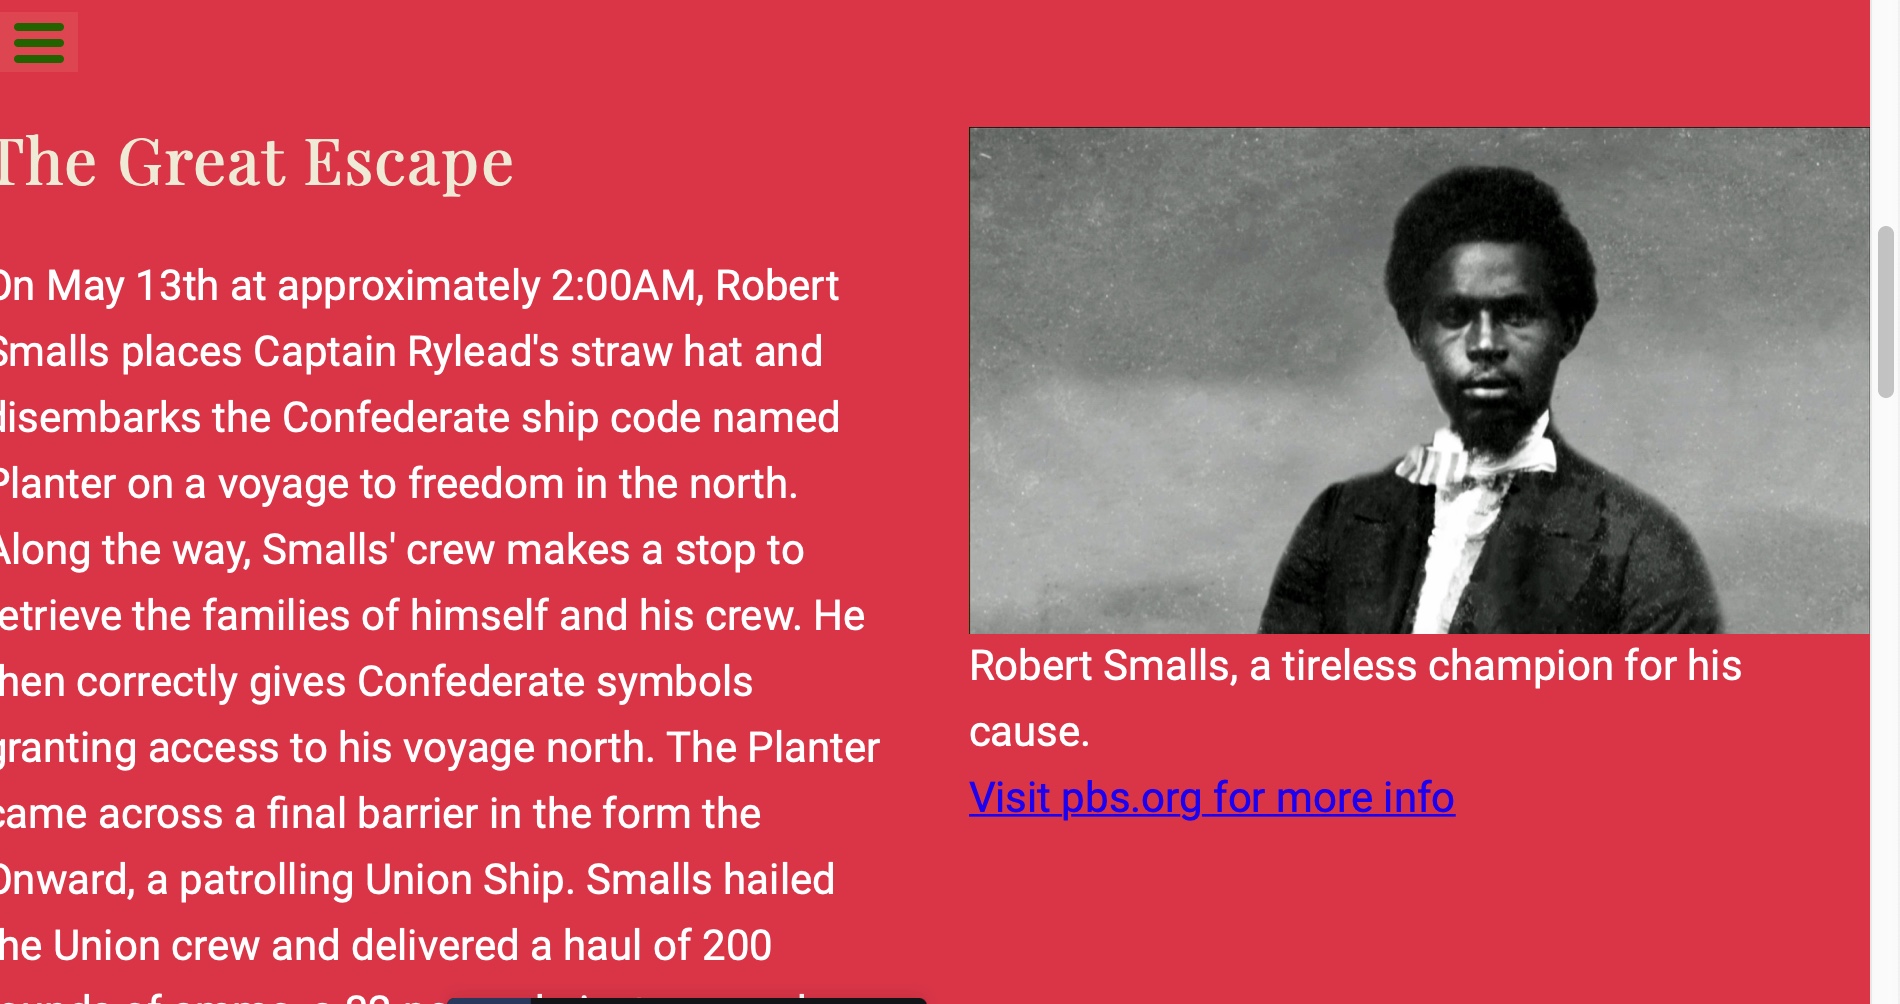 The Great Escape
On May 13th at approximately 2:00AM, Robert
Smalls places Captain Rylead's straw hat and
disembarks the Confederate ship code named
Planter on a voyage to freedom in the north.
Along the way, Smalls' crew makes a stop to
retrieve the families of himself and his crew. He
then correctly gives Confederate symbols
granting access to his voyage north. The Planter
came across a final barrier in the form the
Onward, a patrolling Union Ship. Smalls hailed
the Union crew and delivered a haul of 200
Robert Smalls, a tireless champion for his
cause.
Visit pbs.org for more info